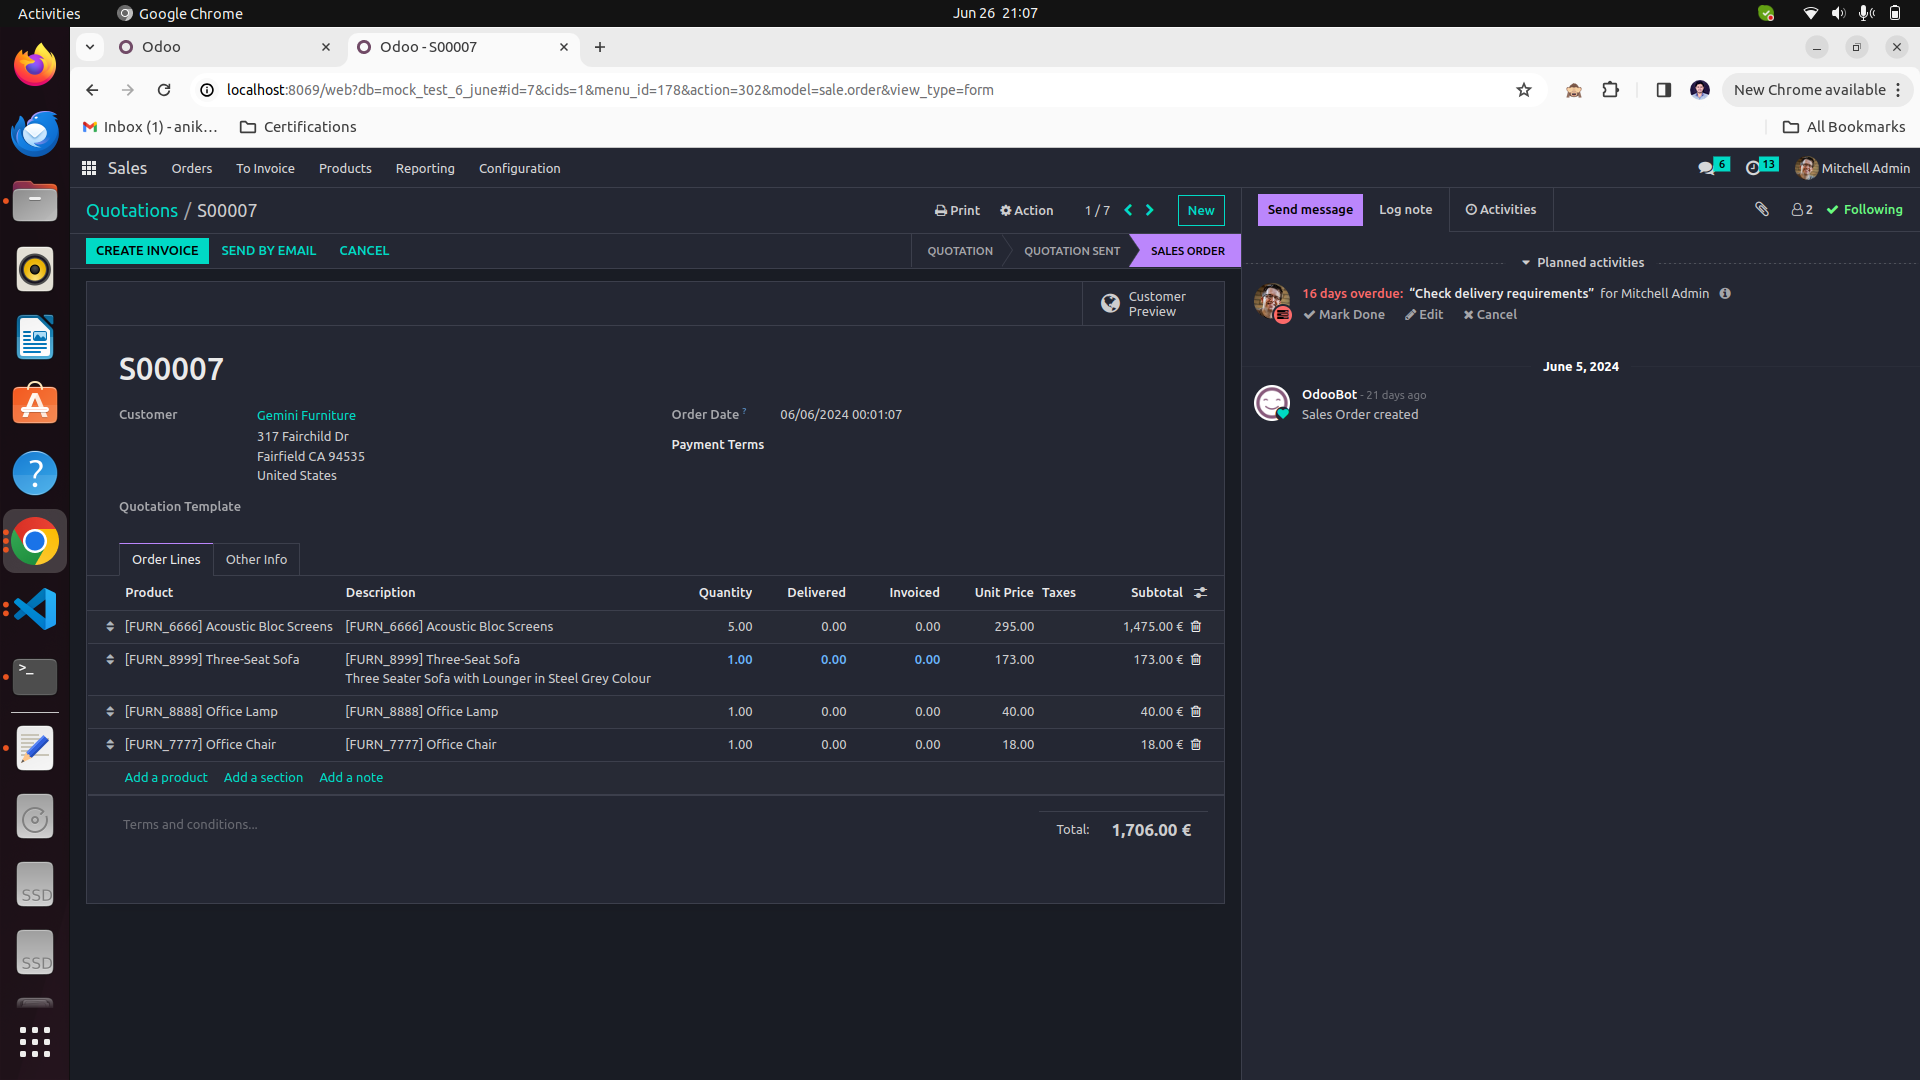 Activities
Google Chrome
Jun 26 21:07
Odoo
Odoo - S00007
localhost:8069/web?db=mock_test_6_june#id=7&cids=1&menu_id=178&action=302&model=sale.order&view_type=form
New Chrome available
Inbox (1) - anik...
Certifications
All Bookmarks
Sales
Orders
To Invoice
Products
Reporting
Configuration
6
13
Mitchell Admin
Quotations / S00007
Print
Action
1 / 7
New
Send message
Log note
Activities
2
Following
CREATE INVOICE
SEND BY EMAIL
CANCEL
QUOTATION
QUOTATION SENT
SALES ORDER
Planned activities
Customer
Preview
16 days overdue: “Check delivery requirements” for Mitchell Admin
Mark Done
Edit
Cancel
June 5, 2024
OdooBot - 21 days ago
Sales Order created
S00007
Customer
Gemini Furniture
317 Fairchild Dr
Fairfield CA 94535
United States
Order Date ?
06/06/2024 00:01:07
Payment Terms
Quotation Template
Order Lines
Other Info
Product Description Quantity Delivered Invoiced Unit Price Taxes Subtotal
[FURN_6666] Acoustic Bloc Screens [FURN_6666] Acoustic Bloc Screens 5.00 0.00 0.00 295.00 1,475.00 €
[FURN_8999] Three-Seat Sofa [FURN_8999] Three-Seat Sofa 1.00 0.00 0.00 173.00 173.00 €
Three Seater Sofa with Lounger in Steel Grey Colour
[FURN_8888] Office Lamp [FURN_8888] Office Lamp 1.00 0.00 0.00 40.00 40.00 €
[FURN_7777] Office Chair [FURN_7777] Office Chair 1.00 0.00 0.00 18.00 18.00 €
Add a product
Add a section
Add a note
Terms and conditions...
Total: 1,706.00 €
SSD
SSD